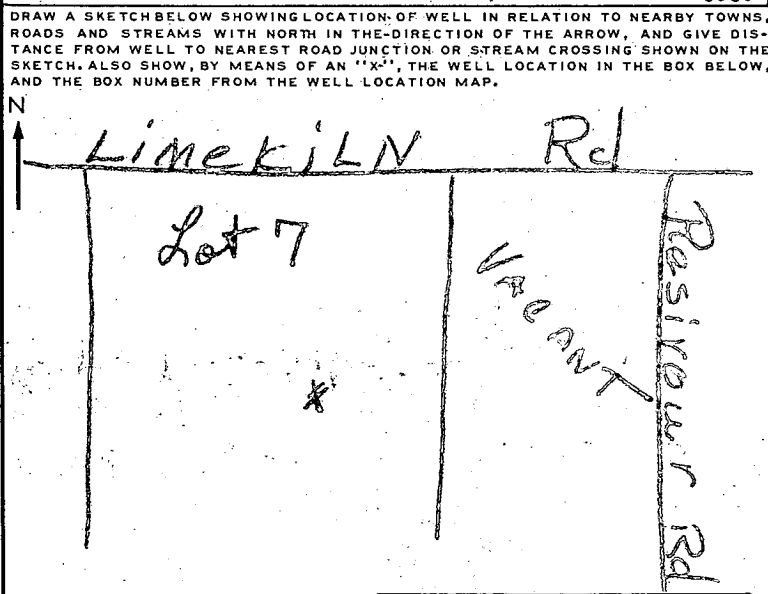 DRAW A SKETCH BELOW SHOWING LOCATION OF WELL IN RELATION TO NEARBY TOWNS,
ROADS AND STREAMS WITH NORTH IN THE DIRECTION OF THE ARROW, AND GIVE DIS-
TANCE FROM WELL TO NEAREST ROAD JUNCTION OR STREAM CROSSING SHOWN ON THE
SKETCH. ALSO SHOW, BY MEANS OF AN "X", THE WELL LOCATION IN THE BOX BELOW,
AND THE BOX NUMBER FROM THE WELL LOCATION MAP.
N
LimekiLN Rd
Lot 7
VACANT
Rd